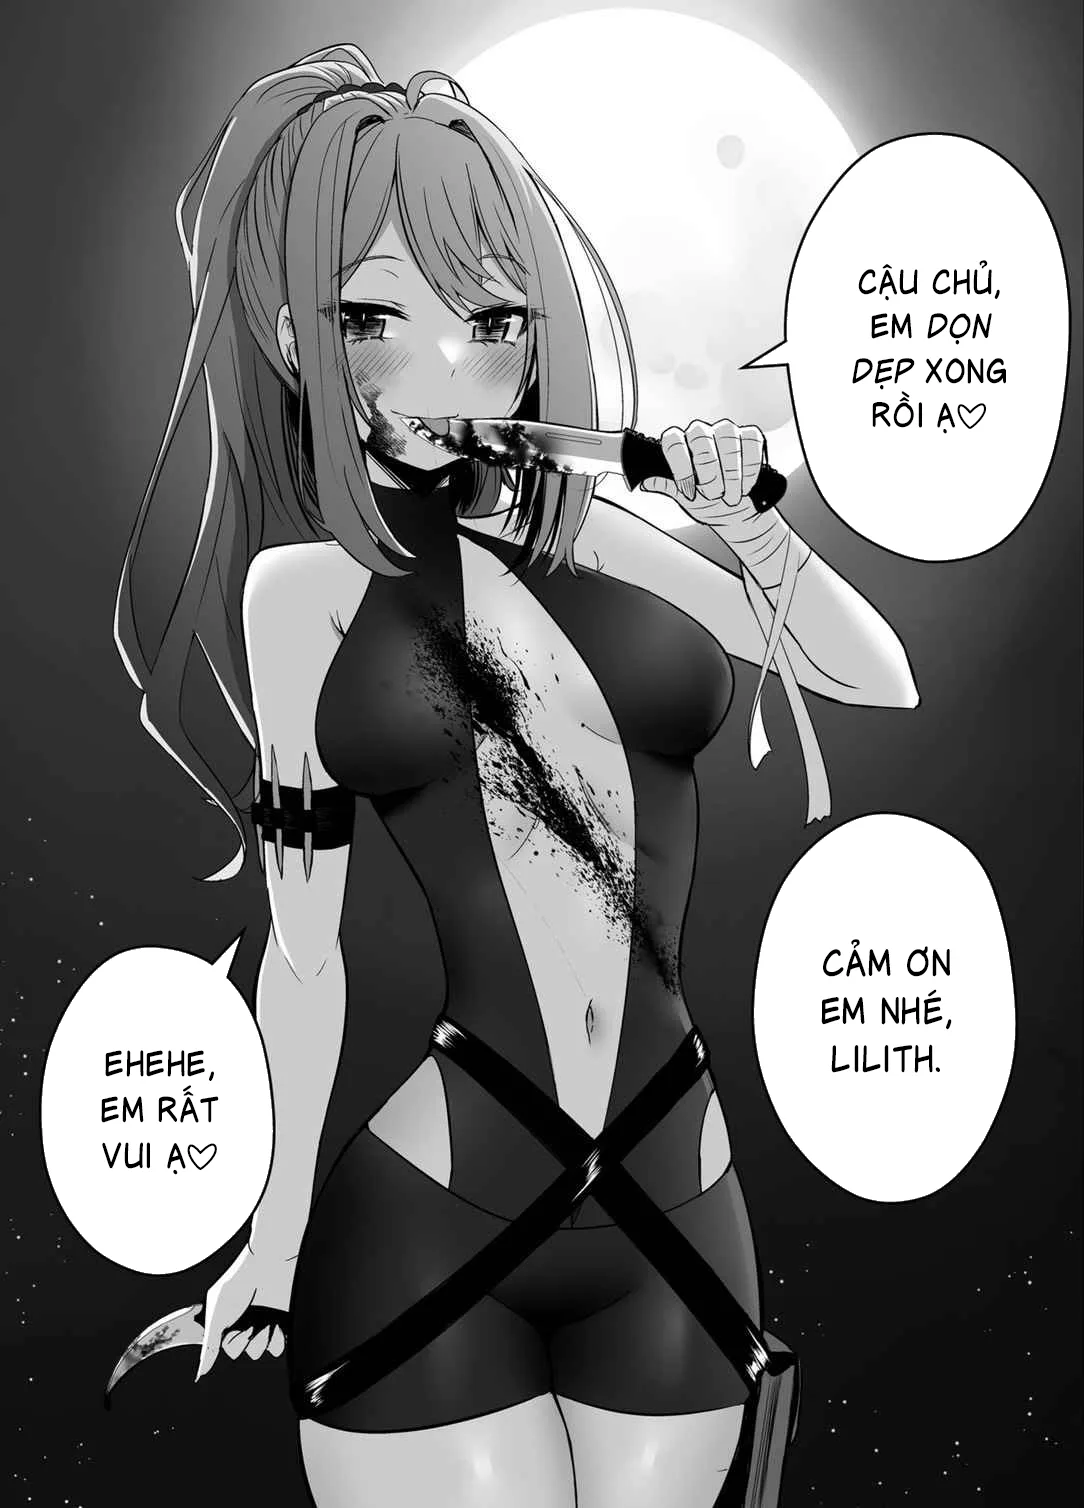 CẬU CHỦ,
EM DỌN
DẸP XONG
RỒI Ạ♡
CẢM ƠN
EM NHÉ,
LILITH.
EHEHE,
EM RẤT
VUI Ạ♡